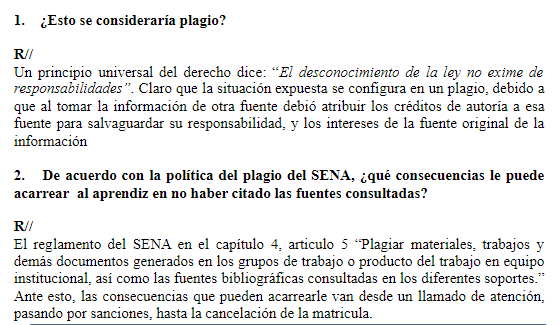 1. ¿Esto se consideraría plagio?
R//
Un principio universal del derecho dice: “El desconocimiento de la ley no exime de
responsabilidades”. Claro que la situación expuesta se configura en un plagio, debido a
que al tomar la información de otra fuente debió atribuir los créditos de autoría a esa
fuente para salvaguardar su responsabilidad, y los intereses de la fuente original de la
información
2. De acuerdo con la política del plagio del SENA, ¿qué consecuencias le puede
acarrear al aprendiz en no haber citado las fuentes consultadas?
R//
El reglamento del SENA en el capítulo 4, articulo 5 “Plagiar materiales, trabajos y
demás documentos generados en los grupos de trabajo o producto del trabajo en equipo
institucional, así como las fuentes bibliográficas consultadas en los diferentes soportes.”
Ante esto, las consecuencias que pueden acarrearle van desde un llamado de atención,
pasando por sanciones, hasta la cancelación de la matricula.